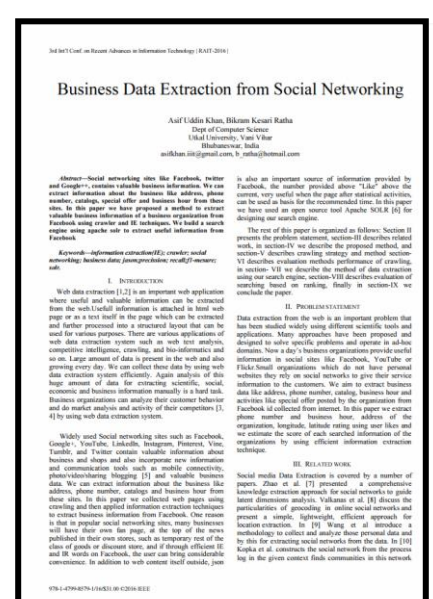 3rd Int'l Conf. on Recent Advances in Information Technology | RAIT-2016 |
Business Data Extraction from Social Networking
Asif Uddin Khan, Bikram Kesari Ratha
Dept of Computer Science
Utkal University, Vani Vihar
Bhubaneswar, India
asifkhan.iiit@gmail.com, b_ratha@hotmail.com
Abstract—Social networking sites like Facebook, twitter
and Google++, contains valuable business information. We can
extract information about the business like address, phone
number, catalogs, special offer and business hour from these
sites. In this paper we have proposed a method to extract
valuable business information of a business organization from
Facebook using crawler and IE techniques. We build a search
engine using apache solr to extract useful information from
Facebook
Keywords—information extraction(IE); crawler; social
networking; business data; json;precision; recall;f1-mesure;
solr.
I. INTRODUCTION
Web data extraction [1,2] is an important web application
where useful and valuable information can be extracted
from the web.Usefull information is attached in html web
page or as a text itself in the page which can be extracted
and further processed into a structured layout that can be
used for various purposes. There are various applications of
web data extraction system such as web text analysis,
competitive intelligence, crawling, and bio-informatics and
so on. Large amount of data is present in the web and also
growing every day. We can collect these data by using web
data extraction system efficiently. Again analysis of this
huge amount of data for extracting scientific, social,
economic and business information manually is a hard task.
Business organizations can analyze their customer behavior
and do market analysis and activity of their competitors [3,
4] by using web data extraction system.
Widely used Social networking sites such as Facebook,
Google+, YouTube, LinkedIn, Instagram, Pinterest, Vine,
Tumblr, and Twitter contain valuable information about
business and shops and also incorporate new information
and communication tools such as mobile connectivity,
photo/video/sharing blogging [5] and valuable business
data. We can extract information about the business like
address, phone number, catalogs and business hour from
these sites. In this paper we collected web pages using
crawling and then applied information extraction techniques
to extract business information from Facebook. One reason
is that in popular social networking sites, many businesses
will have their own fan page, at the top of the news
published in their own stores, such as temporary rest of the
class of goods or discount store, and if through efficient IE
and IR words on Facebook, the user can bring considerable
convenience. In addition to web content itself outside, json
is also an important source of information provided by
Facebook, the number provided above "Like" above the
current, very useful when the page after statistical activities,
can be used as basis for the recommended time. In this paper
we have used an open source tool Apache SOLR [6] for
designing our search engine.
The rest of this paper is organized as follows: Section II
presents the problem statement, section-III describes related
work, in section-IV we describe the proposed method, and
section-V describes crawling strategy and method section-
VI describes evaluation methods performance of crawling,
in section- VII we describe the method of data extraction
using our search engine, section-VIII describes evaluation of
searching based on ranking, finally in section-IX we
conclude the paper.
II. PROBLEM STATEMENT
Data extraction from the web is an important problem that
has been studied widely using different scientific tools and
applications. Many approaches have been proposed and
designed to solve specific problems and operate in ad-hoc
domains. Now a day's business organizations provide useful
information in social sites like Facebook, YouTube or
Flickr.Small organizations which do not have personal
websites they rely on social networks to give their service
information to the customers. We aim to extract business
data like address, phone number, catalog, business hour and
activities like special offer posted by the organization from
Facebook id collected from internet. In this paper we extract
phone number and business hour, address of the
organization, longitude, latitude rating using user likes and
we estimate the score of each searched information of the
organizations by using efficient information extraction
technique.
III. RELATED WORK
Social media Data Extraction is covered by a number of
papers. Zhao et al. [7] presented a comprehensive
knowledge extraction approach for social networks to guide
latent dimensions analysis. Valkanas et al. [8] discuss the
particularities of geocoding in online social networks and
present a simple, lightweight, efficient approach for
location extraction. In [9] Wang et al introduce a
methodology to collect and analyze those personal data and
by this for extracting social networks from the data. In [10]
Kopka et al. constructs the social network from the process
log in the given context finds communities in this network
978-1-4799-8579-1/16/$31.00 ©2016 IEEE